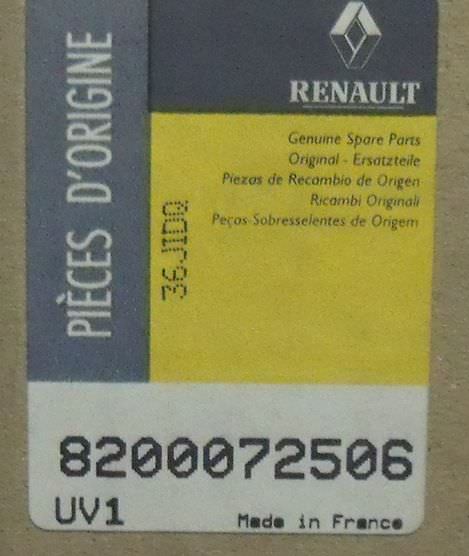 PIÈCES D'ORIGINE
RENAULT
Genuine Spare Parts
Original - Ersatzteile
Piezas de Recambio de Origen
Ricambi Originali
Peças-Sobresselentes de Origem
36JIDQ
8200072506
UV1
Made in France